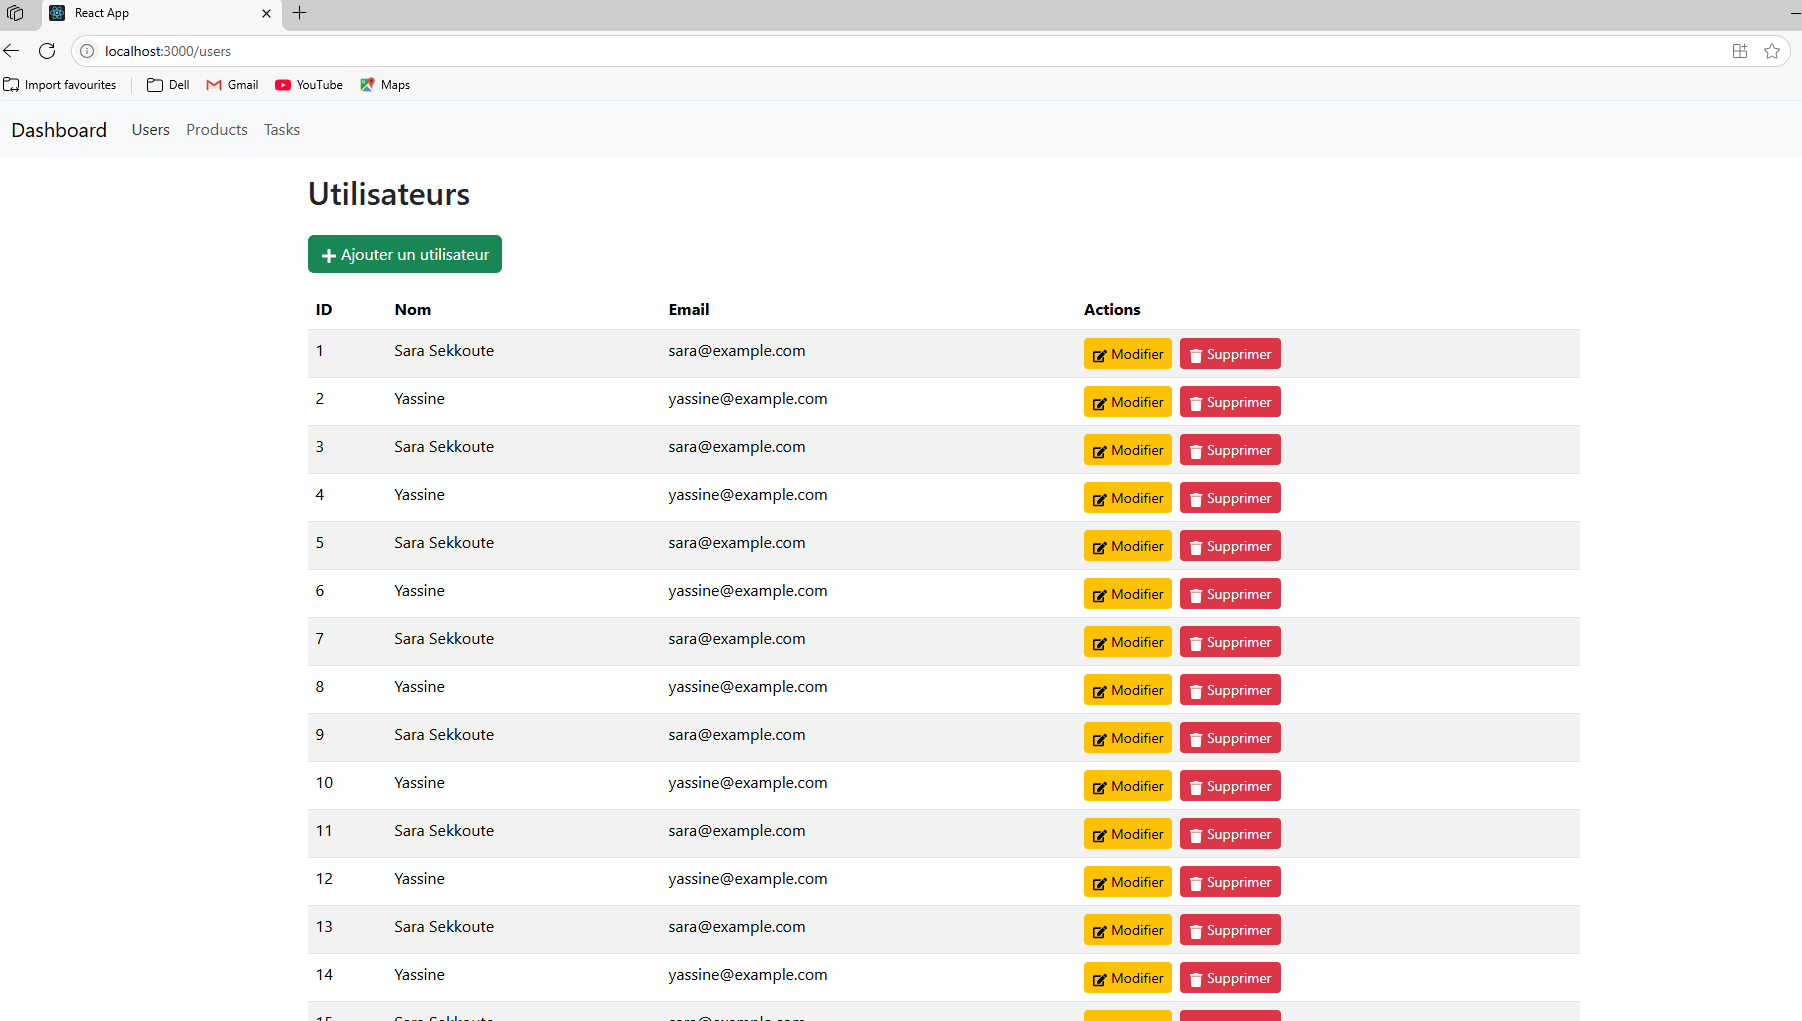 React App
localhost:3000/users
Import favourites Dell Gmail YouTube Maps
Dashboard Users Products Tasks
Utilisateurs
Ajouter un utilisateur
ID Nom Email Actions
1 Sara Sekkoute sara@example.com Modifier Supprimer
2 Yassine yassine@example.com Modifier Supprimer
3 Sara Sekkoute sara@example.com Modifier Supprimer
4 Yassine yassine@example.com Modifier Supprimer
5 Sara Sekkoute sara@example.com Modifier Supprimer
6 Yassine yassine@example.com Modifier Supprimer
7 Sara Sekkoute sara@example.com Modifier Supprimer
8 Yassine yassine@example.com Modifier Supprimer
9 Sara Sekkoute sara@example.com Modifier Supprimer
10 Yassine yassine@example.com Modifier Supprimer
11 Sara Sekkoute sara@example.com Modifier Supprimer
12 Yassine yassine@example.com Modifier Supprimer
13 Sara Sekkoute sara@example.com Modifier Supprimer
14 Yassine yassine@example.com Modifier Supprimer